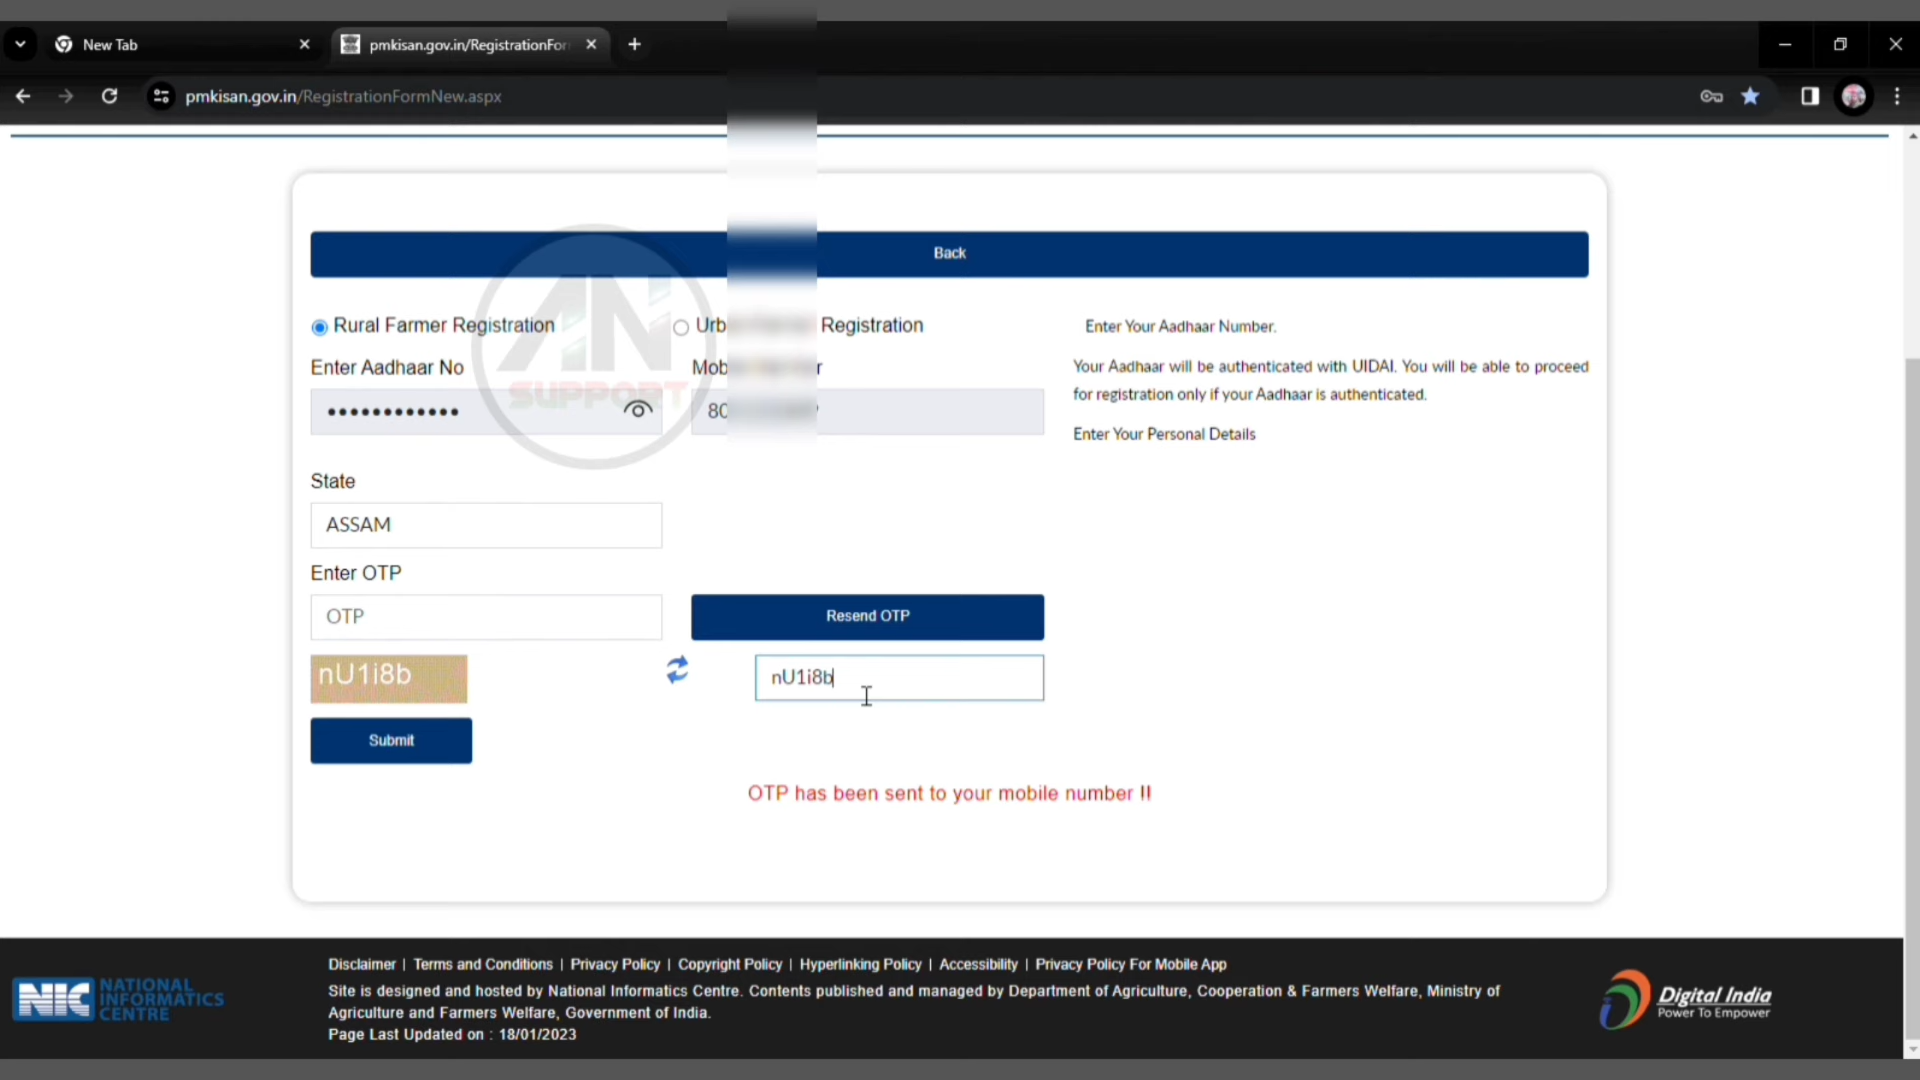 New Tab
pmkisan.gov.in/RegistrationFor
pmkisan.gov.in/RegistrationFormNew.aspx
Back
Rural Farmer Registration
Urb Registration
Enter Your Aadhaar Number.
Enter Aadhaar No
Mob r
Your Aadhaar will be authenticated with UIDAI. You will be able to proceed
for registration only if your Aadhaar is authenticated.
AN
SUPPORT
80
Enter Your Personal Details
State
ASSAM
Enter OTP
OTP
Resend OTP
nU1i8b
nU1i8b
Submit
OTP has been sent to your mobile number !!
Disclaimer | Terms and Conditions | Privacy Policy | Copyright Policy | Hyperlinking Policy | Accessibility | Privacy Policy For Mobile App
Site is designed and hosted by National Informatics Centre. Contents published and managed by Department of Agriculture, Cooperation & Farmers Welfare, Ministry of
Agriculture and Farmers Welfare, Government of India.
Page Last Updated on : 18/01/2023
NIC NATIONAL
INFORMATICS
CENTRE
Digital India
Power To Empower